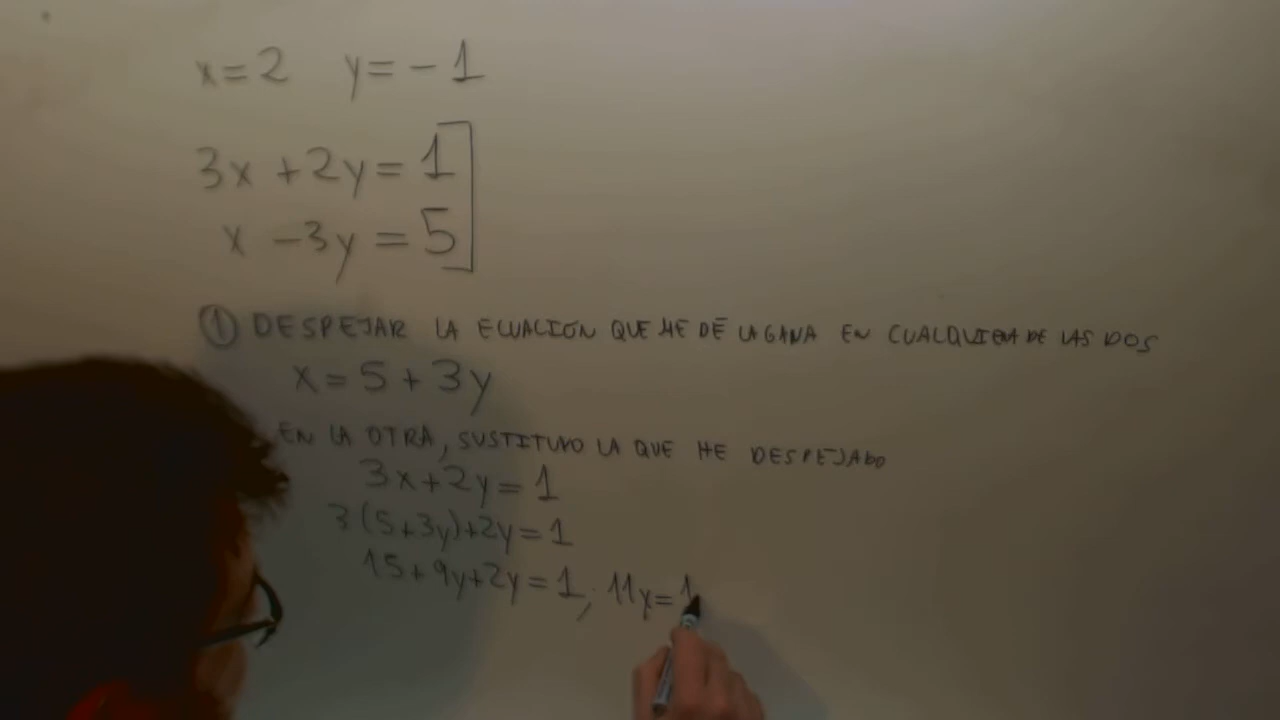 x=2 y=-1
3x +2y= 1
x -3y = 5
① DESPEJAR LA ECUACION QUE ME DÉ LA GANA EN CUALQUIERA DE LAS DOS
x= 5 + 3y
EN LA OTRA, SUSTITUYO LA QUE HE DESPEJADO
3x+2y= 1
3(5+3y)+2y= 1
15+9y+2y= 1; 11y= 1